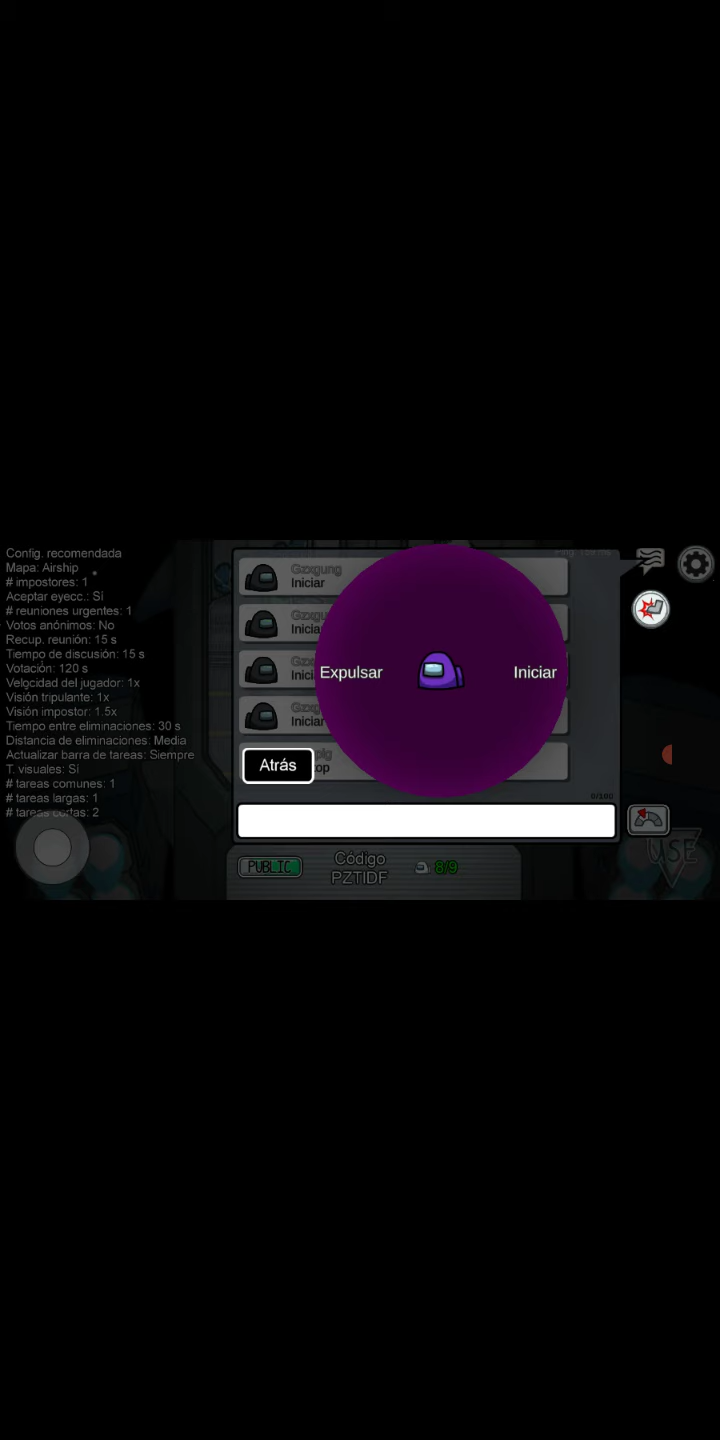 Config. recomendada
Mapa: Airship
# impostores: 1
Aceptar eyecc.: Sí
# reuniones urgentes: 1
Votos anónimos: No
Recup. reunión: 15 s
Tiempo de discusión: 15 s
Votación: 120 s
Velocidad del jugador: 1x
Visión tripulante: 1x
Visión impostor: 1.5x
Tiempo entre eliminaciones: 30 s
Distancia de eliminaciones: Media
Actualizar barra de tareas: Siempre
T. visuales: Sí
# tareas comunes: 1
# tareas largas: 1
# tareas cortas: 2
Gzxgung
Iniciar
Iniciar
Expulsar
Iniciar
Atrás
0/100
PUBLIC
Código
PZTIDF
8/9
USE